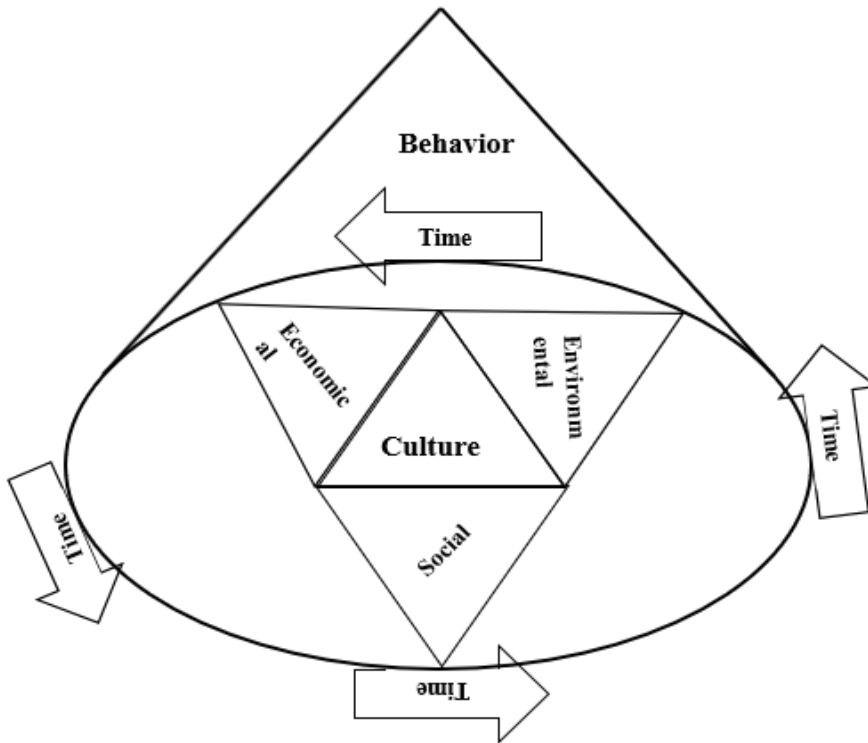 Behavior
Time
Economic
al
Environm
ental
Culture
Time
Time
Social
Time